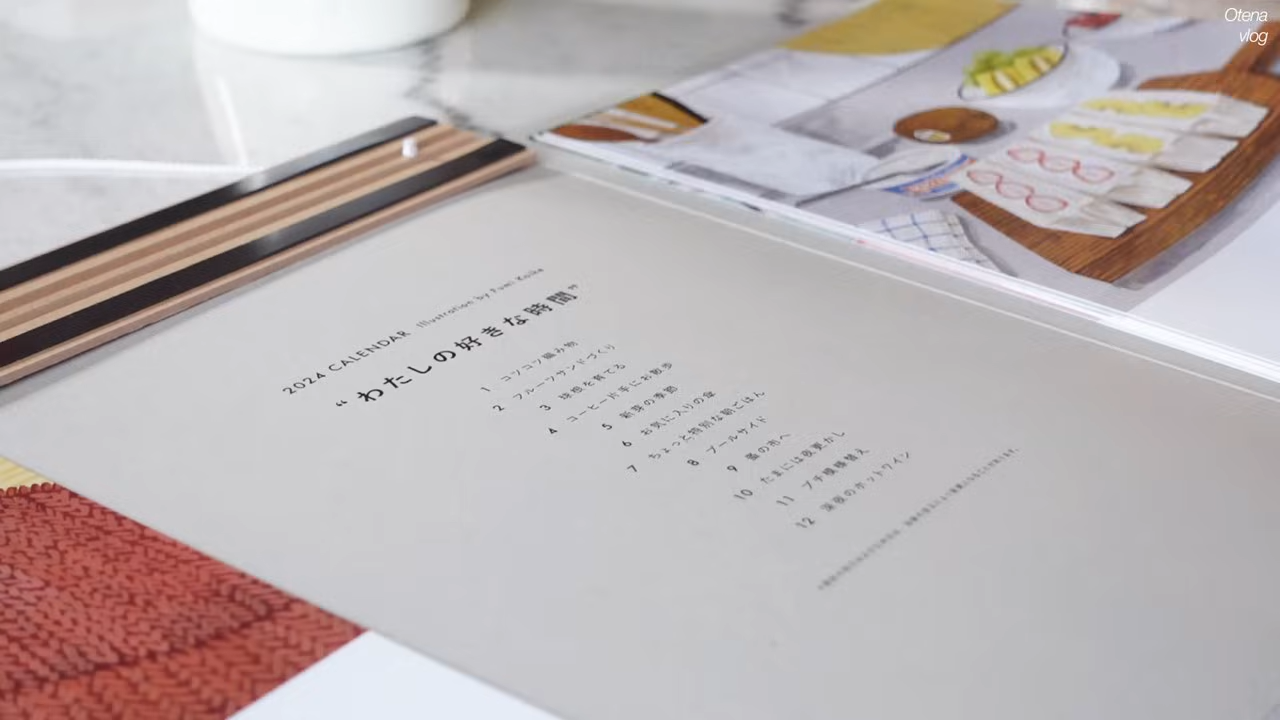 Otena
vlog
2024 CALENDAR Illustration by Fumi Koike
“わたしの好きな時間”
1 コツコツ編み物
2 フルーツサンドづくり
3 球根を育てる
4 コーヒー片手にお散歩
5 新芽の季節
6 お気に入りの傘
7 ちょっと特別な朝ごはん
8 プールサイド
9 蚤の市へ
10 たまには夜更かし
11 プチ模様替え
12 深夜のホットワイン